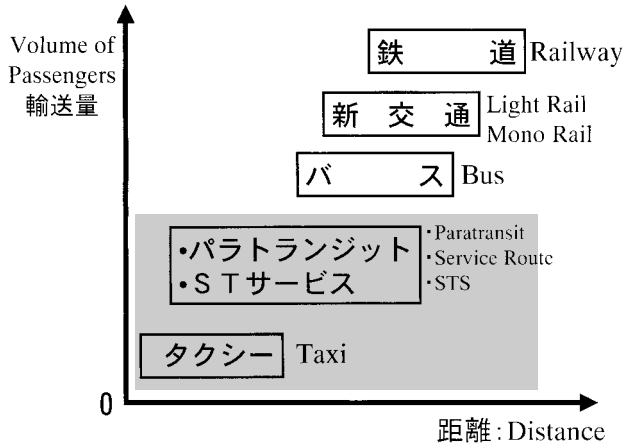 Volume of
Passengers
輸送量
鉄 道 Railway
新 交 通 Light Rail
Mono Rail
バ ス Bus
・パラトランジット
・STサービス
・Paratransit
・Service Route
・STS
タクシー Taxi
0
距離:Distance